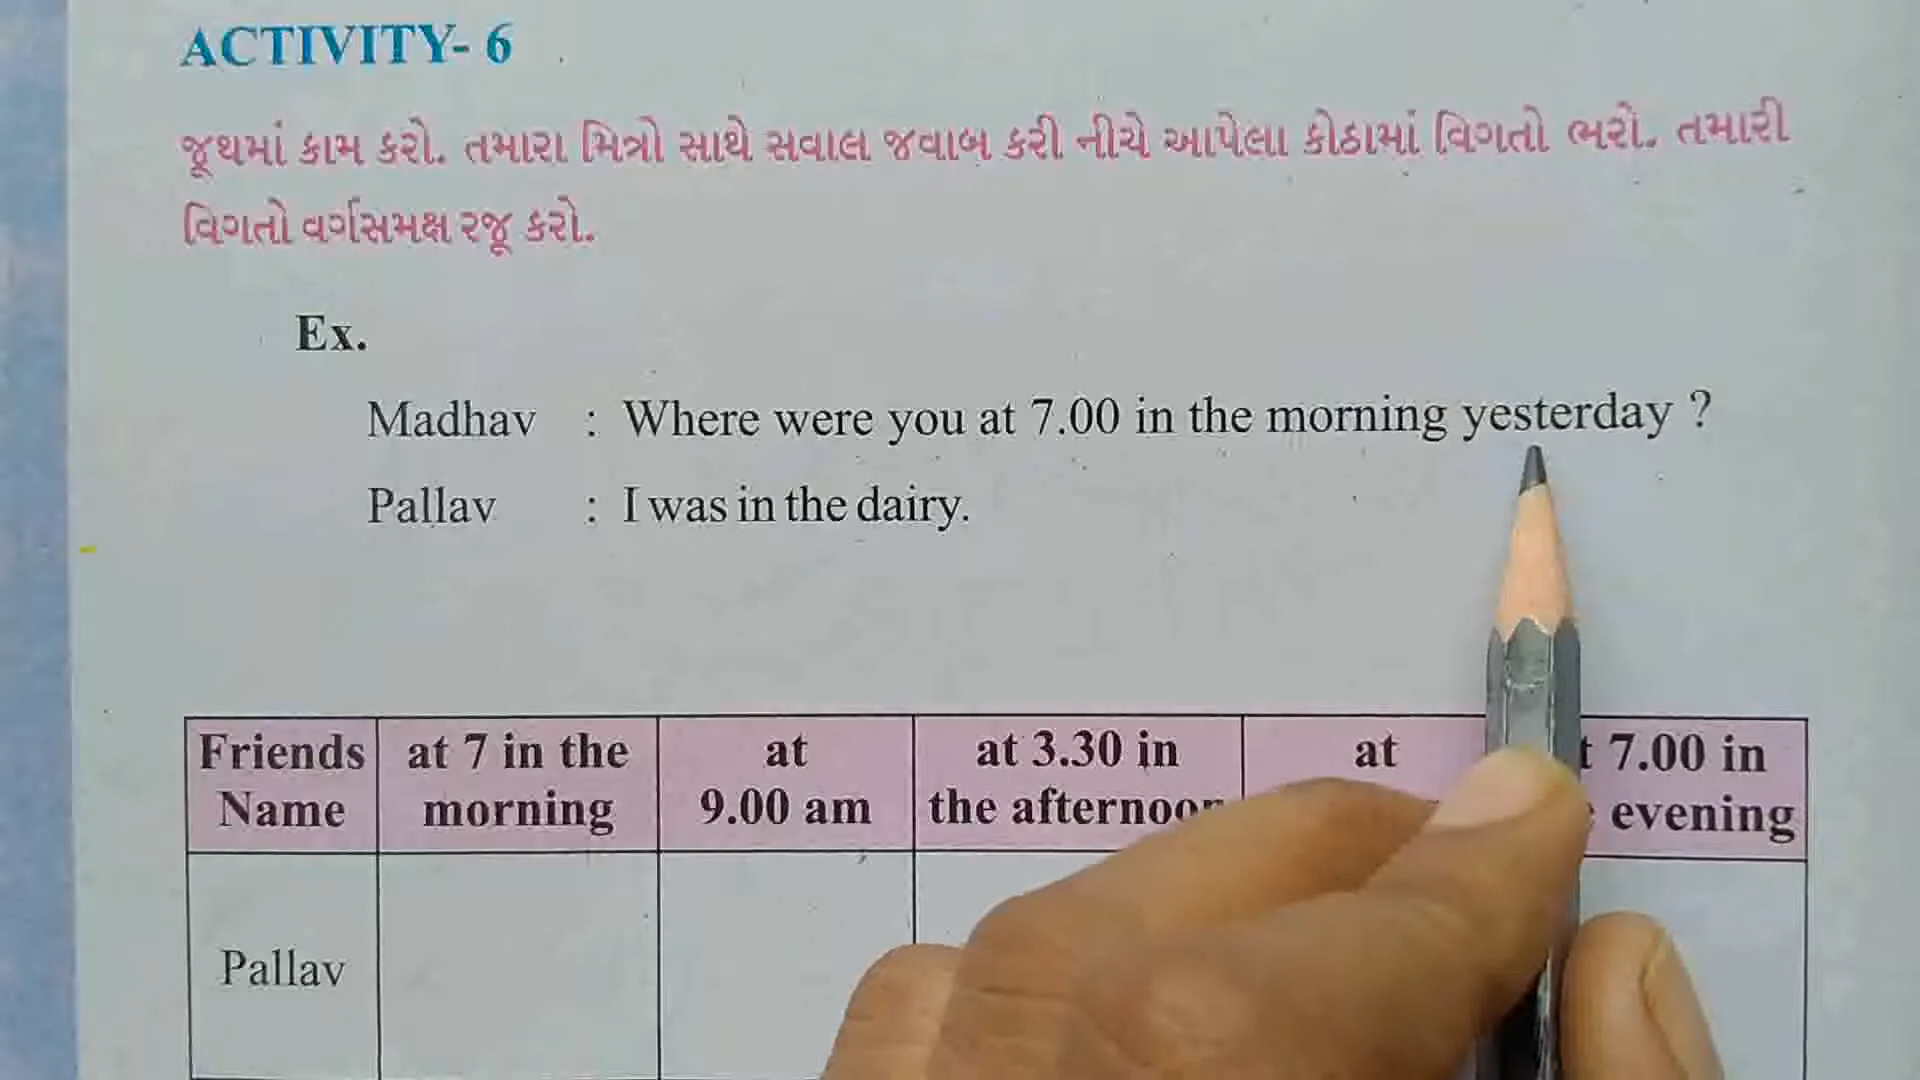 ACTIVITY- 6
જૂથમાં કામ કરો. તમારા મિત્રો સાથે સવાલ જવાબ કરી નીચે આપેલા કોઠામાં વિગતો ભરો. તમારી
વિગતો વર્ગસમક્ષ રજૂ કરો.
Ex.
Madhav : Where were you at 7.00 in the morning yesterday ?
Pallav : I was in the dairy.
Friends at 7 in the at at 3.30 in at 7.00 in
Name morning 9.00 am the evening
Pallav